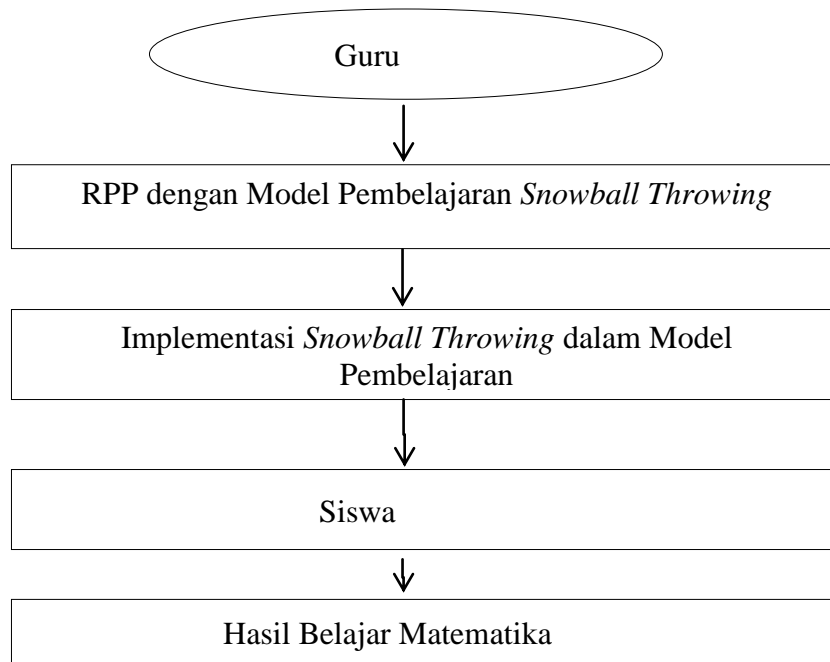 Guru
RPP dengan Model Pembelajaran Snowball Throwing
Implementasi Snowball Throwing dalam Model
Pembelajaran
Siswa
Hasil Belajar Matematika